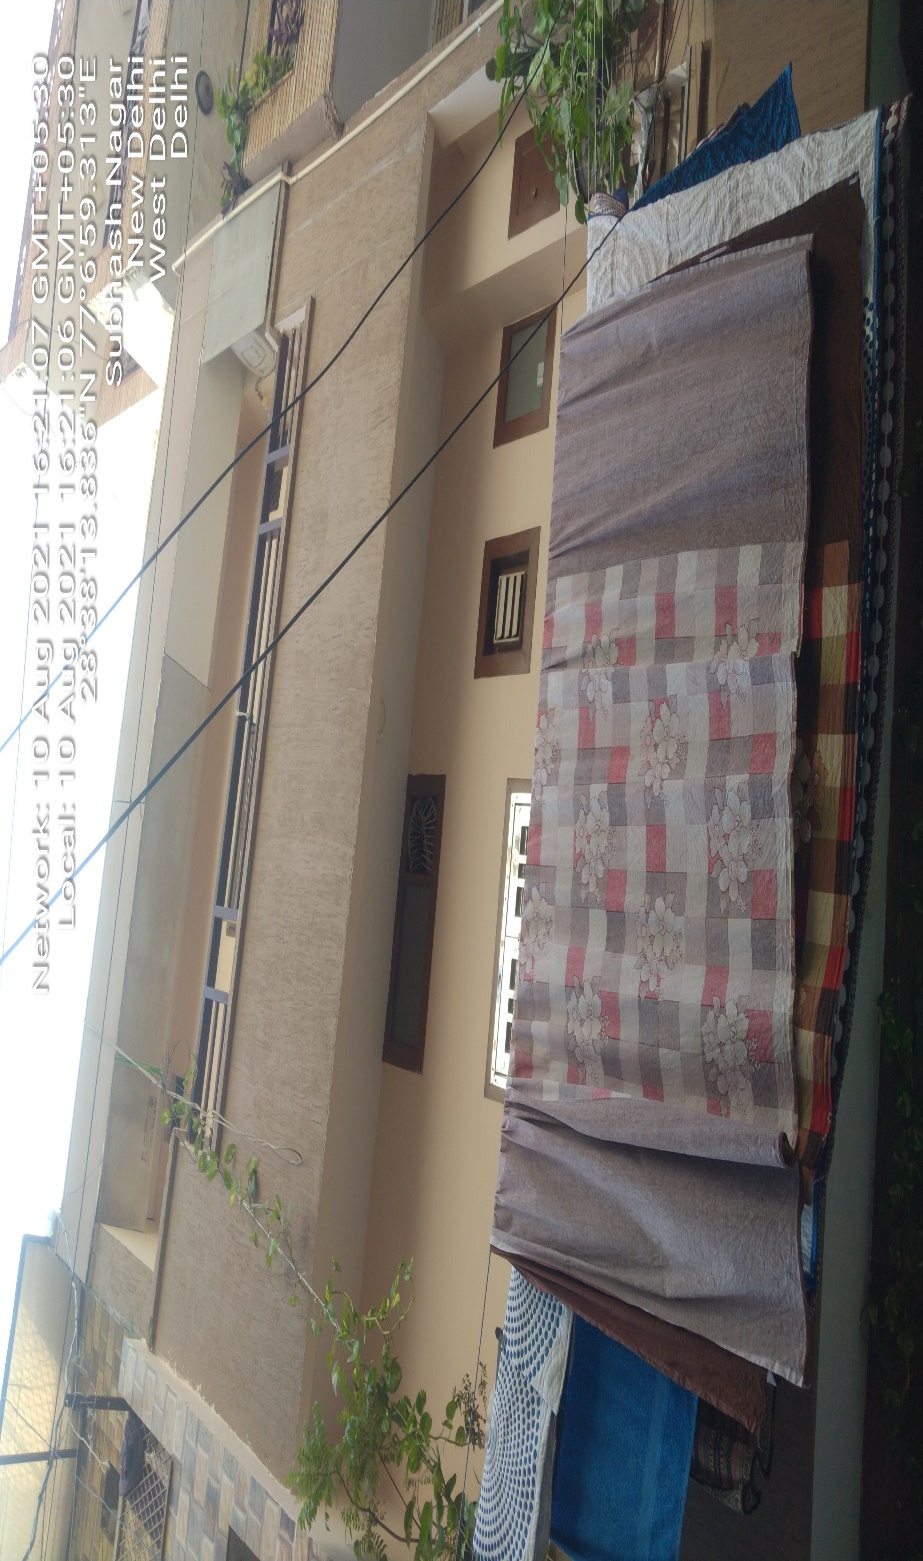 Network: 10 Aug 2021 16:21:07 GMT+05:30
Local: 10 Aug 2021 16:21:06 GMT+05:30
28°38'13.836"N 77°6'59.313"E
Subhash Nagar
New Delhi
West Delhi
Delhi